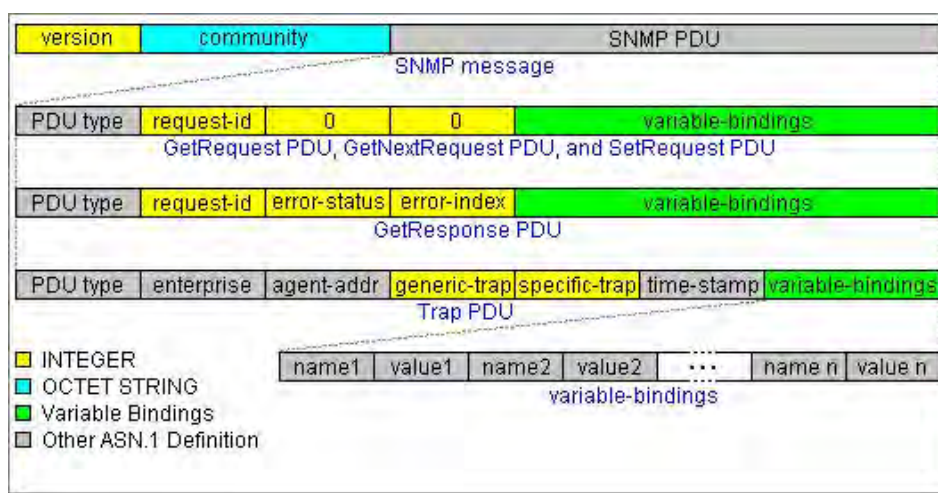 version community SNMP PDU
SNMP message
PDU type request-id 0 0 variable-bindings
GetRequest PDU, GetNextRequest PDU, and SetRequest PDU
PDU type request-id error-status error-index variable-bindings
GetResponse PDU
PDU type enterprise agent-addr generic-trap specific-trap time-stamp variable-bindings
Trap PDU
INTEGER
OCTET STRING
Variable Bindings
Other ASN.1 Definition
name1 value1 name2 value2 ... name n value n
variable-bindings